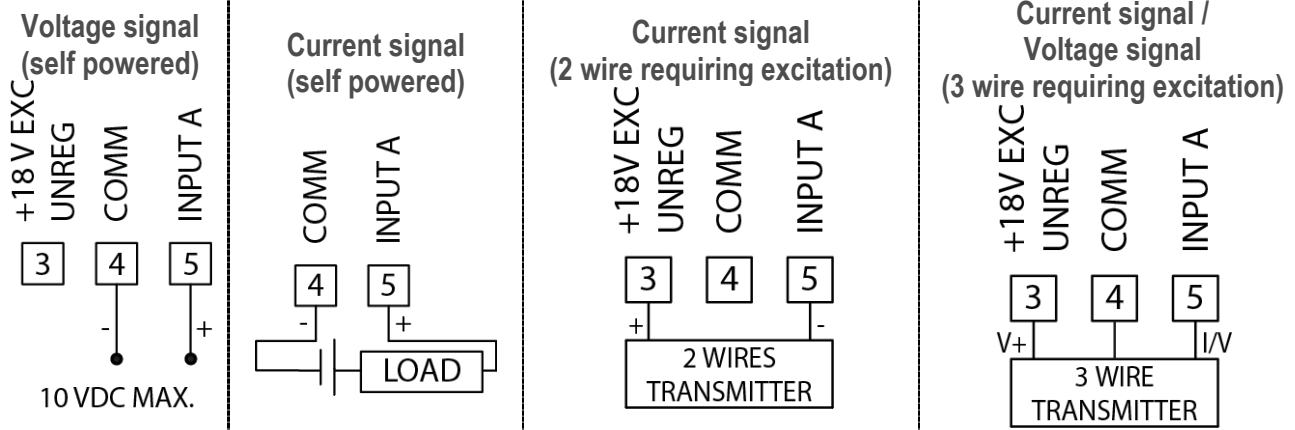 Voltage signal
(self powered)
+18 V EXC
UNREG
COMM
INPUT A
3
4
5
-
+
10 VDC MAX.
Current signal
(self powered)
COMM
INPUT A
4
5
-
+
LOAD
Current signal
(2 wire requiring excitation)
+18V EXC
UNREG
COMM
INPUT A
3
4
5
+
-
2 WIRES
TRANSMITTER
Current signal /
Voltage signal
(3 wire requiring excitation)
+18V EXC
UNREG
COMM
INPUT A
3
4
5
V+
I/V
3 WIRE
TRANSMITTER